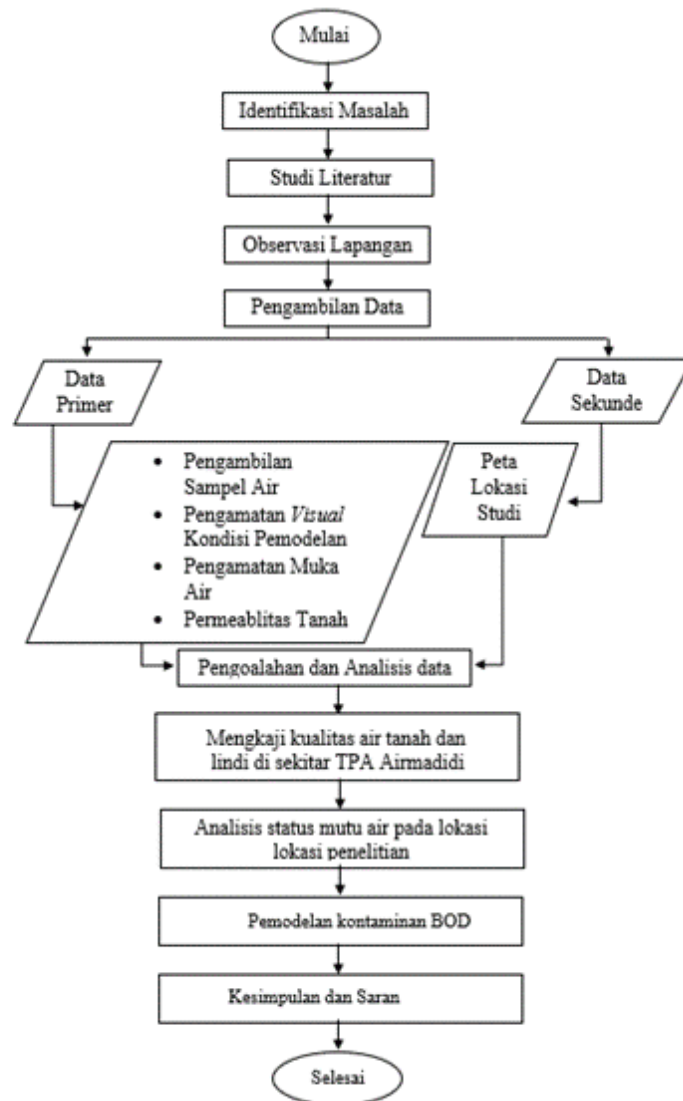 Mulai
Identifikasi Masalah
Studi Literatur
Observasi Lapangan
Pengambilan Data
Data
Primer
Data
Sekunde
• Pengambilan
Sampel Air
• Pengamatan Visual
Kondisi Pemodelan
• Pengamatan Muka
Air
• Permeablitas Tanah
Peta
Lokasi
Studi
Pengoalahan dan Analisis data
Mengkaji kualitas air tanah dan
lindi di sekitar TPA Airmadidi
Analisis status mutu air pada lokasi
lokasi penelitian
Pemodelan kontaminan BOD
Kesimpulan dan Saran
Selesai